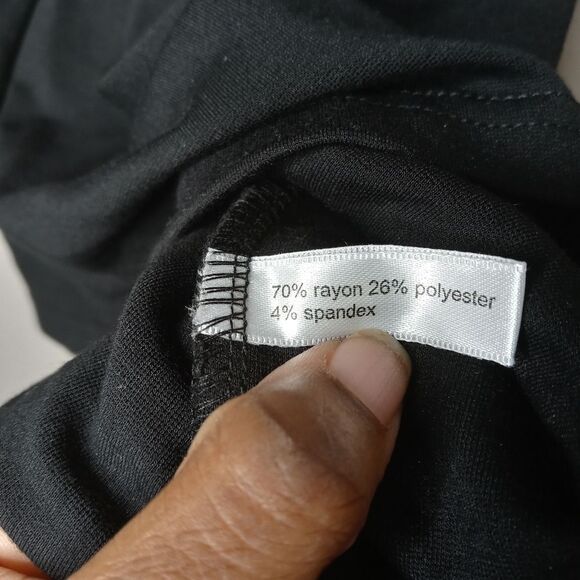 70% rayon 26% polyester
4% spandex